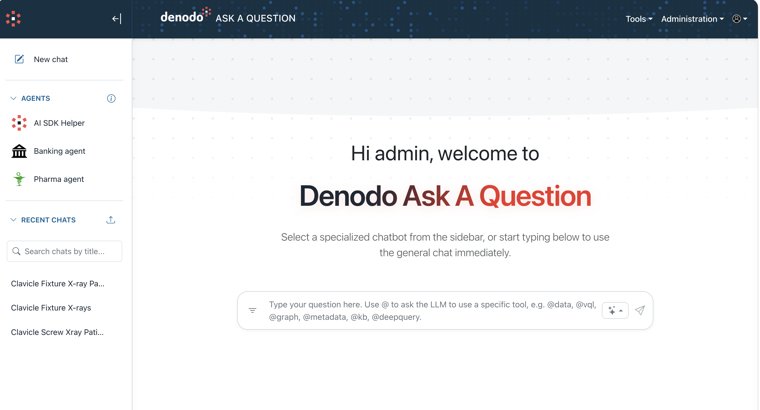 denodo ASK A QUESTION
Tools
Administration
New chat
AGENTS
AI SDK Helper
Banking agent
Pharma agent
RECENT CHATS
Search chats by title...
Clavicle Fixture X-ray Pa...
Clavicle Fixture X-rays
Clavicle Screw Xray Pati...
Hi admin, welcome to
Denodo Ask A Question
Select a specialized chatbot from the sidebar, or start typing below to use
the general chat immediately.
Type your question here. Use @ to ask the LLM to use a specific tool, e.g. @data, @vql,
@graph, @metadata, @kb, @deepquery.